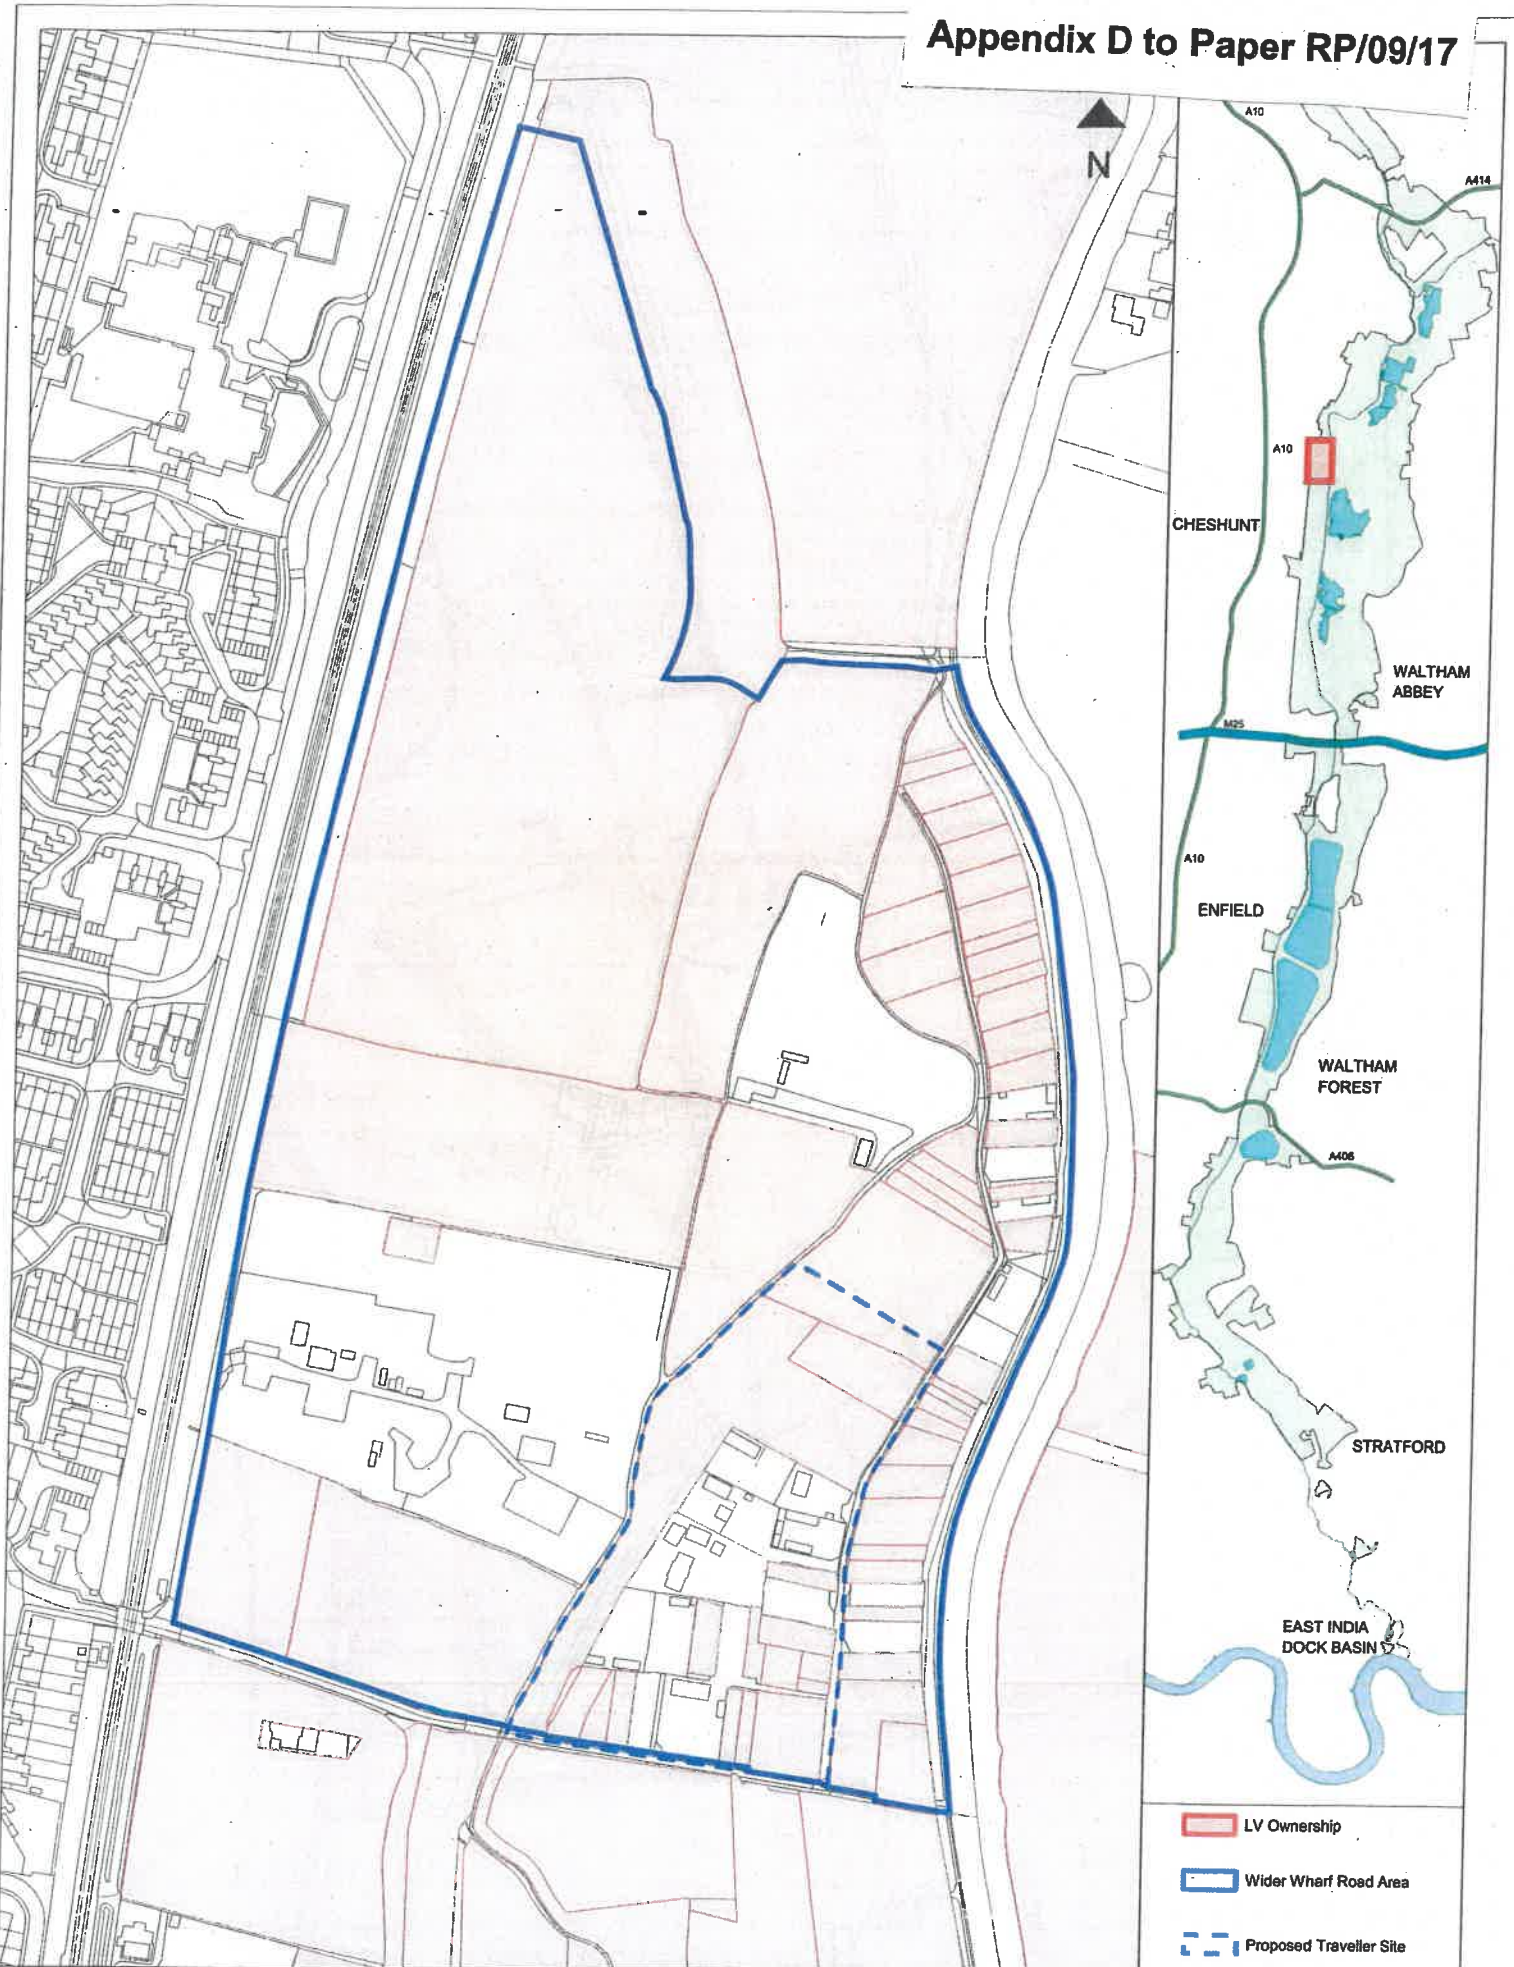 Appendix D to Paper RP/09/17
N
A10
A414
A10
CHESHUNT
WALTHAM
ABBEY
M25
A10
ENFIELD
WALTHAM
FOREST
A406
STRATFORD
EAST INDIA
DOCK BASIN
LV Ownership
Wider Wharf Road Area
Proposed Traveller Site